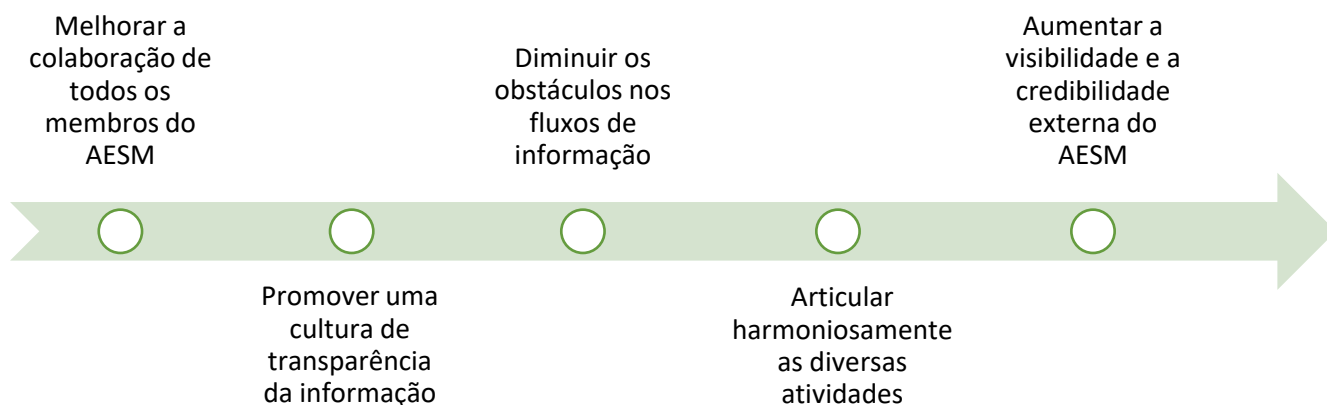 Melhorar a
colaboração de
todos os
membros do
AESM
Promover uma
cultura de
transparência
da informação
Diminuir os
obstáculos nos
fluxos de
informação
Articular
harmoniosamente
as diversas
atividades
Aumentar a
visibilidade e a
credibilidade
externa do
AESM